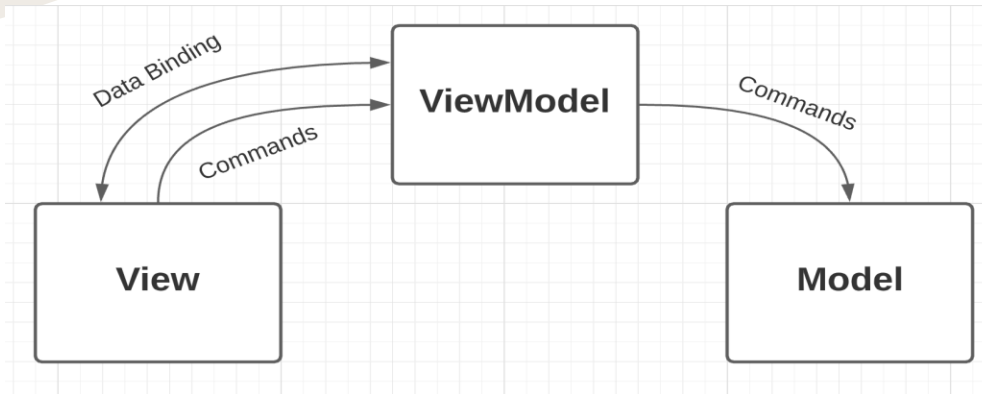 Data Binding
Commands
ViewModel
Commands
View
Model